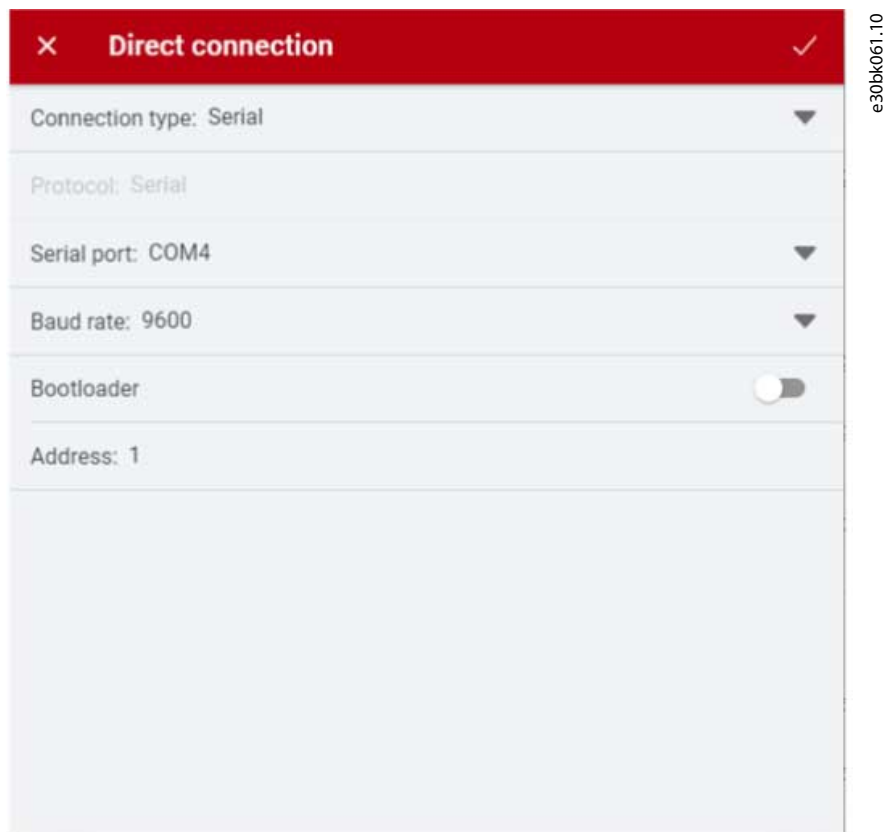 Direct connection
Connection type: Serial
Protocol: Serial
Serial port: COM4
Baud rate: 9600
Bootloader
Address: 1
e30bk061.10